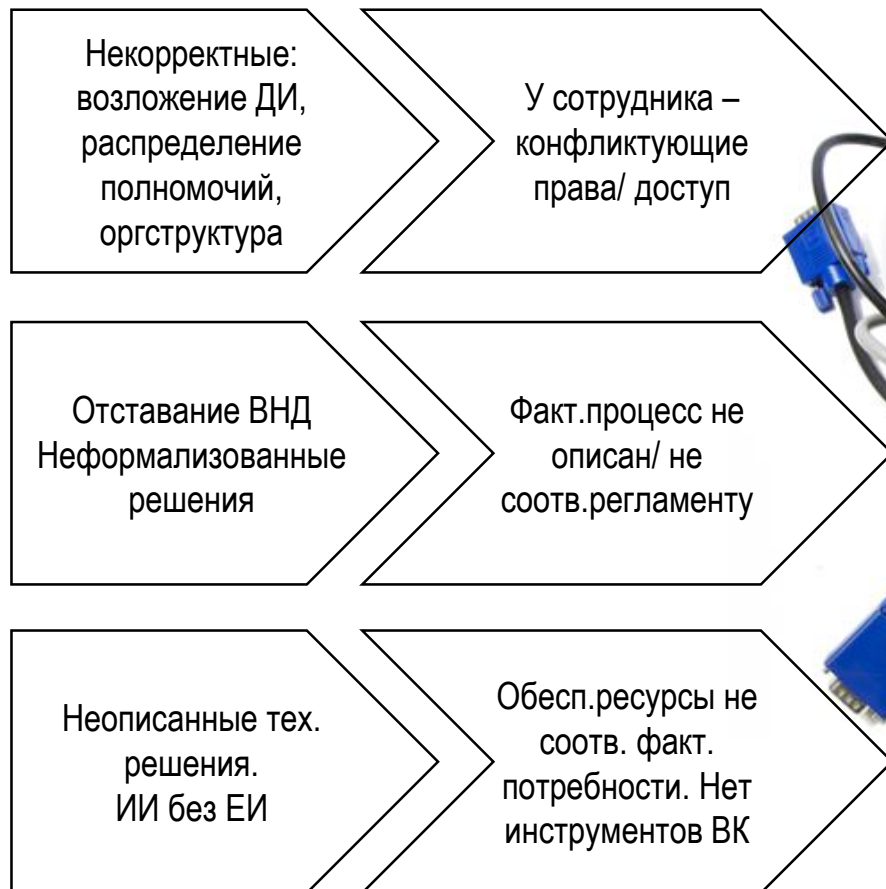 Некорректные:
возложение ДИ,
распределение
полномочий,
оргструктура
У сотрудника –
конфликтующие
права/ доступ
Отставание ВНД
Неформализованные
решения
Факт.процесс не
описан/ не
соотв.регламенту
Неописанные тех.
решения.
ИИ без ЕИ
Обесп.ресурсы не
соотв. факт.
потребности. Нет
инструментов ВК